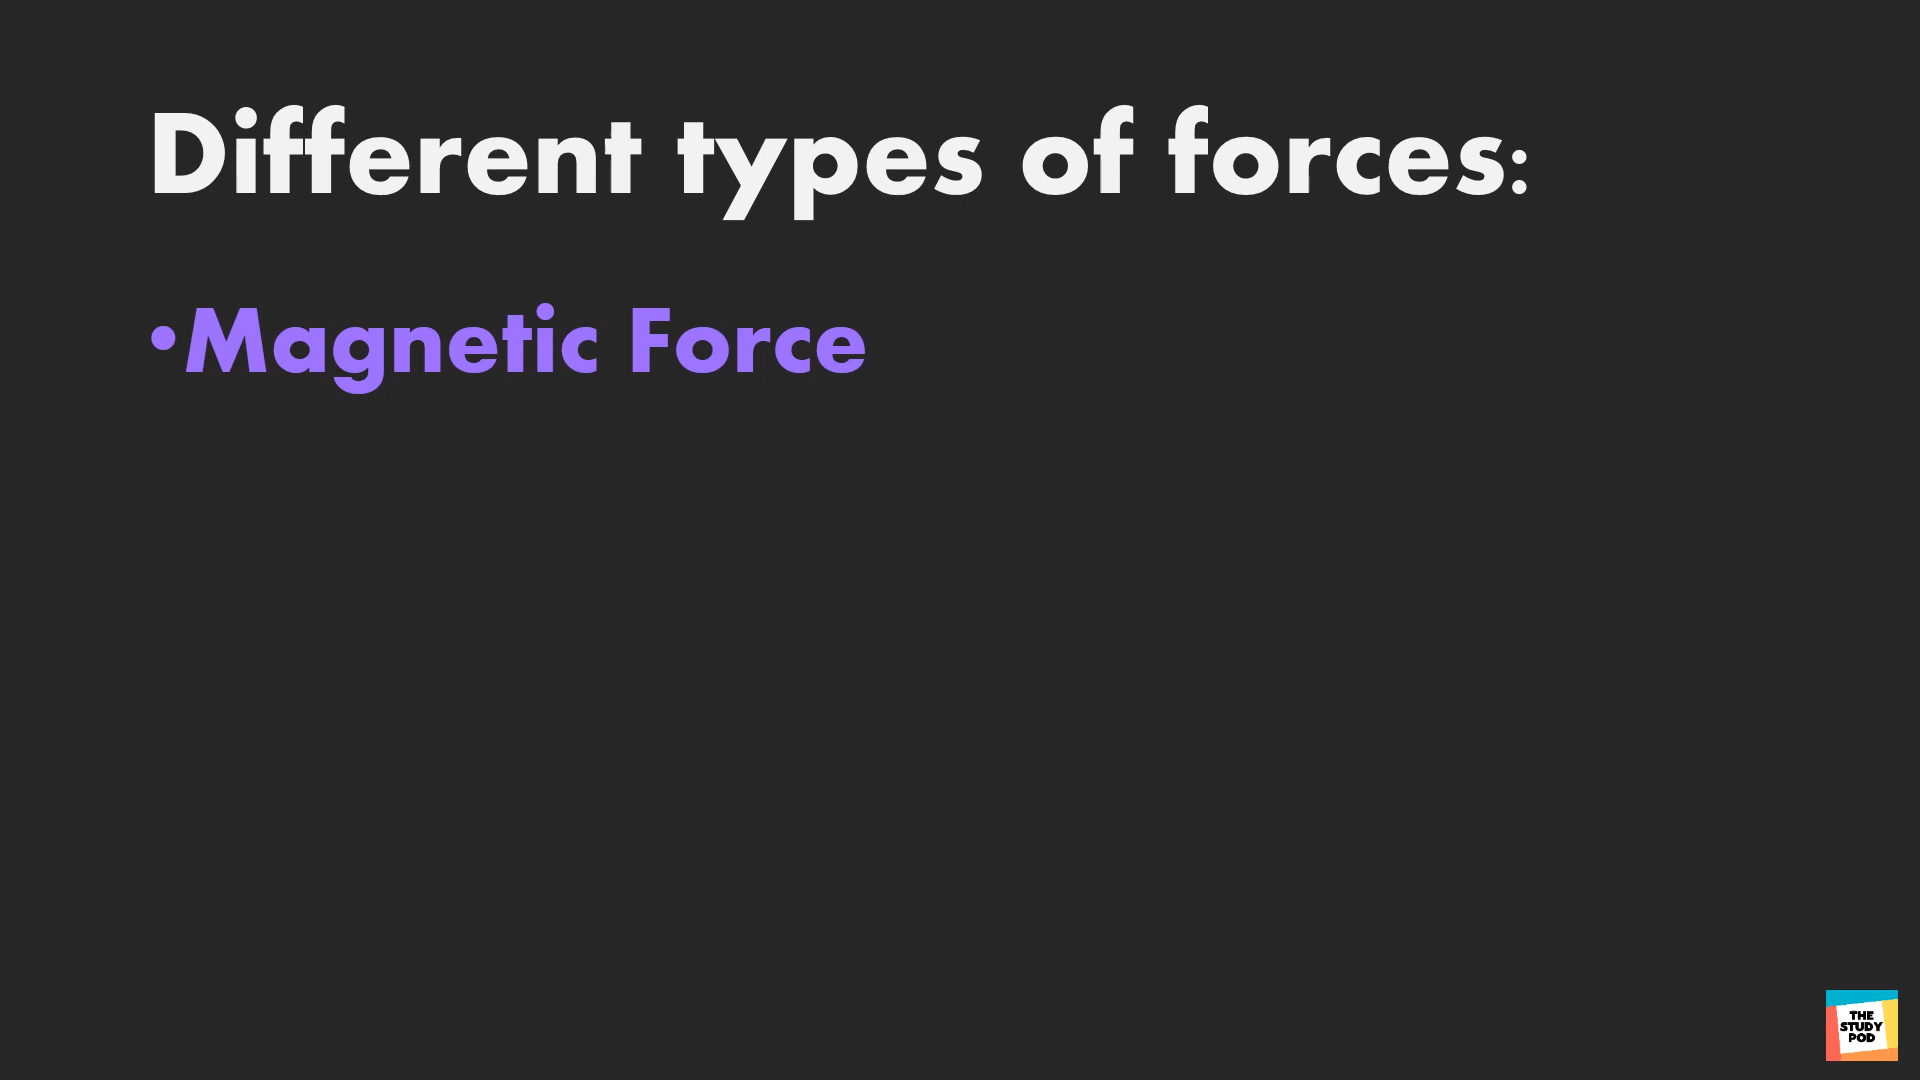 Different types of forces:
•Magnetic Force
THE
STUDY
POD